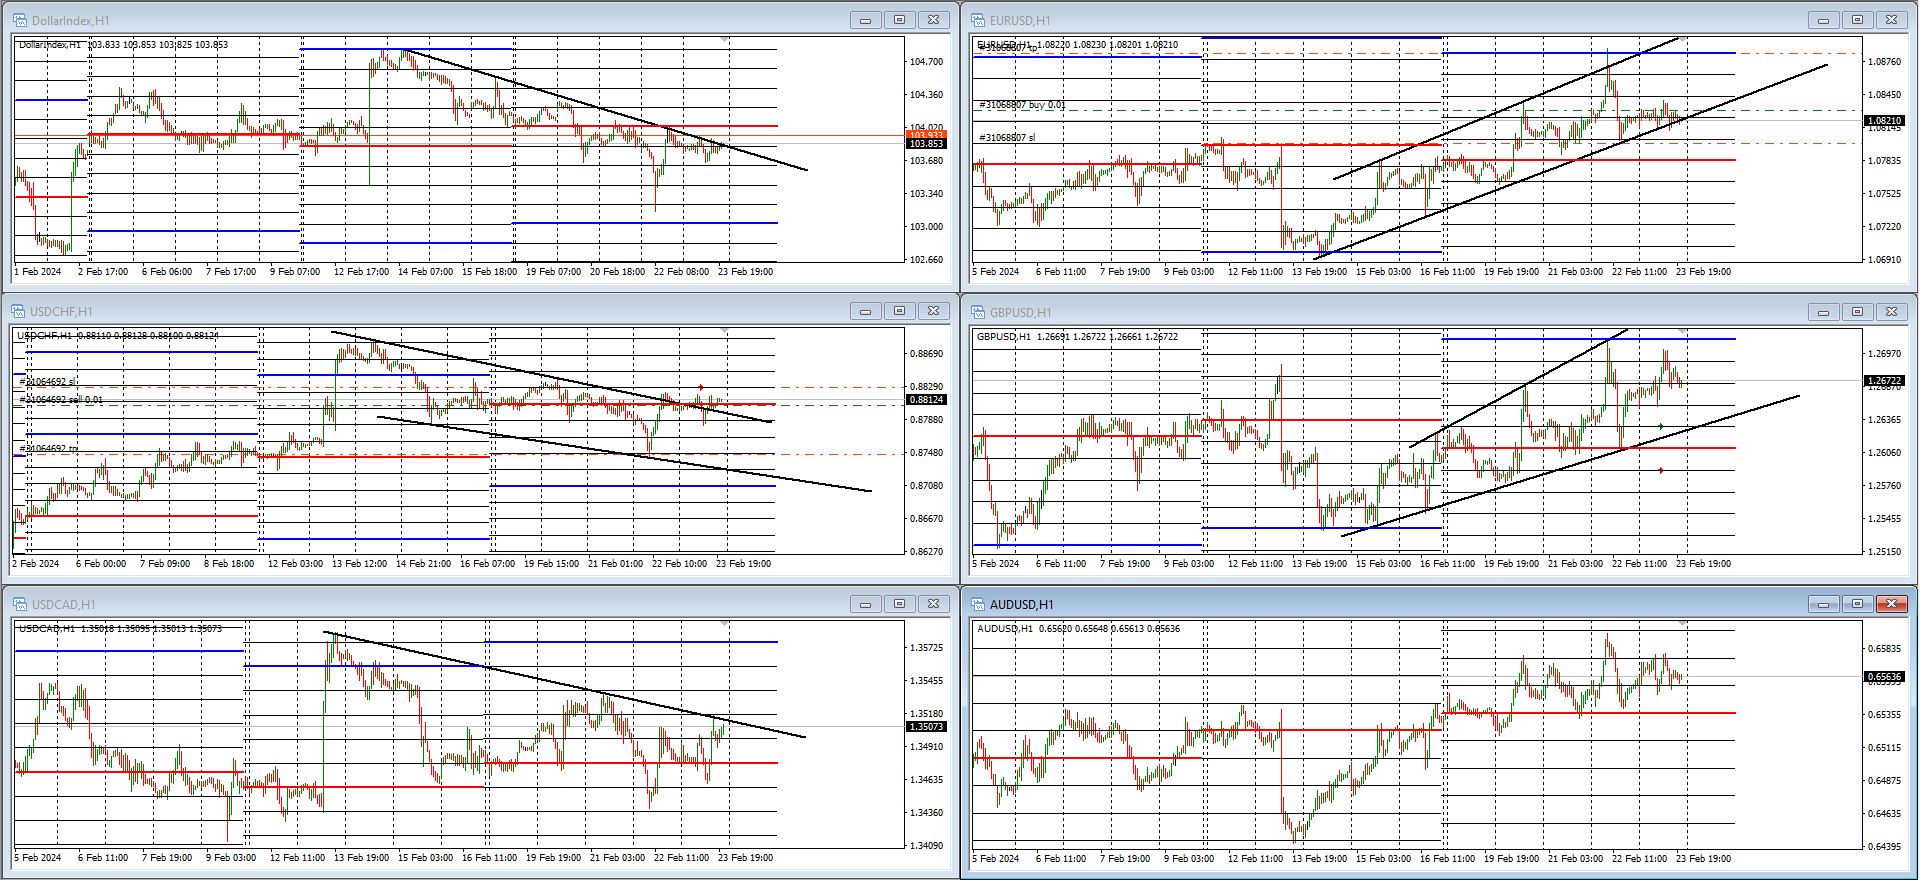 DollarIndex,H1
DollarIndex,H1 103.833 103.853 103.825 103.853
104.700
104.360
104.020
103.933
103.853
103.680
103.340
103.000
102.660
1 Feb 2024 2 Feb 17:00 6 Feb 06:00 7 Feb 17:00 9 Feb 07:00 12 Feb 17:00 14 Feb 07:00 15 Feb 18:00 19 Feb 07:00 20 Feb 18:00 22 Feb 08:00 23 Feb 19:00
EURUSD,H1
EURUSD,H1 1.08220 1.08230 1.08201 1.08210
#31068807 tp
#31068807 buy 0.01
#31068807 sl
1.08760
1.08450
1.08210
1.08145
1.07835
1.07525
1.07220
1.06910
5 Feb 2024 6 Feb 11:00 7 Feb 19:00 9 Feb 03:00 12 Feb 11:00 13 Feb 19:00 15 Feb 03:00 16 Feb 11:00 19 Feb 19:00 21 Feb 03:00 22 Feb 11:00 23 Feb 19:00
USDCHF,H1
USDCHF,H1 0.88110 0.88128 0.88100 0.88124
#31064692 sl
#31064692 sell 0.01
#31064692 tp
0.88690
0.88290
0.88124
0.87880
0.87480
0.87080
0.86670
0.86270
2 Feb 2024 6 Feb 00:00 7 Feb 09:00 8 Feb 18:00 12 Feb 03:00 13 Feb 12:00 14 Feb 21:00 16 Feb 07:00 19 Feb 15:00 21 Feb 01:00 22 Feb 10:00 23 Feb 19:00
GBPUSD,H1
GBPUSD,H1 1.26691 1.26722 1.26661 1.26722
1.26970
1.26722
1.26365
1.26060
1.25760
1.25455
1.25150
5 Feb 2024 6 Feb 11:00 7 Feb 19:00 9 Feb 03:00 12 Feb 11:00 13 Feb 19:00 15 Feb 03:00 16 Feb 11:00 19 Feb 19:00 21 Feb 03:00 22 Feb 11:00 23 Feb 19:00
USDCAD,H1
USDCAD,H1 1.35018 1.35095 1.35013 1.35073
1.35725
1.35455
1.35180
1.35073
1.34910
1.34635
1.34360
1.34090
5 Feb 2024 6 Feb 11:00 7 Feb 19:00 9 Feb 03:00 12 Feb 11:00 13 Feb 19:00 15 Feb 03:00 16 Feb 11:00 19 Feb 19:00 21 Feb 03:00 22 Feb 11:00 23 Feb 19:00
AUDUSD,H1
AUDUSD,H1 0.65620 0.65648 0.65613 0.65636
0.65835
0.65636
0.65355
0.65115
0.64875
0.64635
0.64395
5 Feb 2024 6 Feb 11:00 7 Feb 19:00 9 Feb 03:00 12 Feb 11:00 13 Feb 19:00 15 Feb 03:00 16 Feb 11:00 19 Feb 19:00 21 Feb 03:00 22 Feb 11:00 23 Feb 19:00